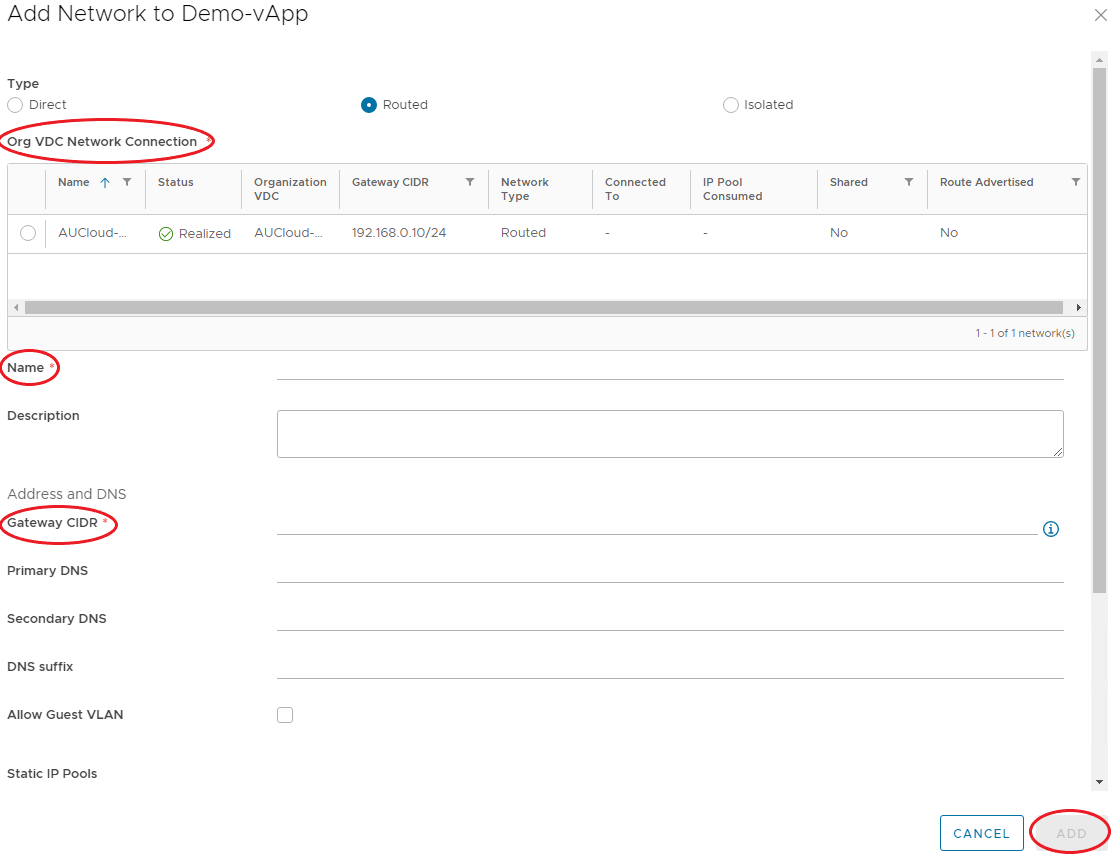 Add Network to Demo-vApp
Type
Direct Routed Isolated
Org VDC Network Connection *
Name Status Organization VDC Gateway CIDR Network Type Connected To IP Pool Consumed Shared Route Advertised
AUCloud-... Realized AUCloud-... 192.168.0.10/24 Routed - - No No
1 - 1 of 1 network(s)
Name *
Description
Address and DNS
Gateway CIDR *
Primary DNS
Secondary DNS
DNS suffix
Allow Guest VLAN
Static IP Pools
CANCEL ADD